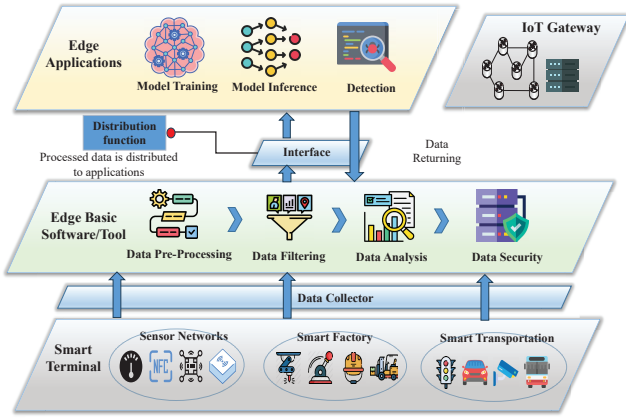 Edge
Applications
Model Training
Model Inference
Detection
IoT Gateway
Distribution
function
Processed data is distributed
to applications
Interface
Data
Returning
Edge Basic
Software/Tool
Data Pre-Processing
Data Filtering
Data Analysis
Data Security
Data Collector
Smart
Terminal
Sensor Networks
NFC
Smart Factory
Smart Transportation